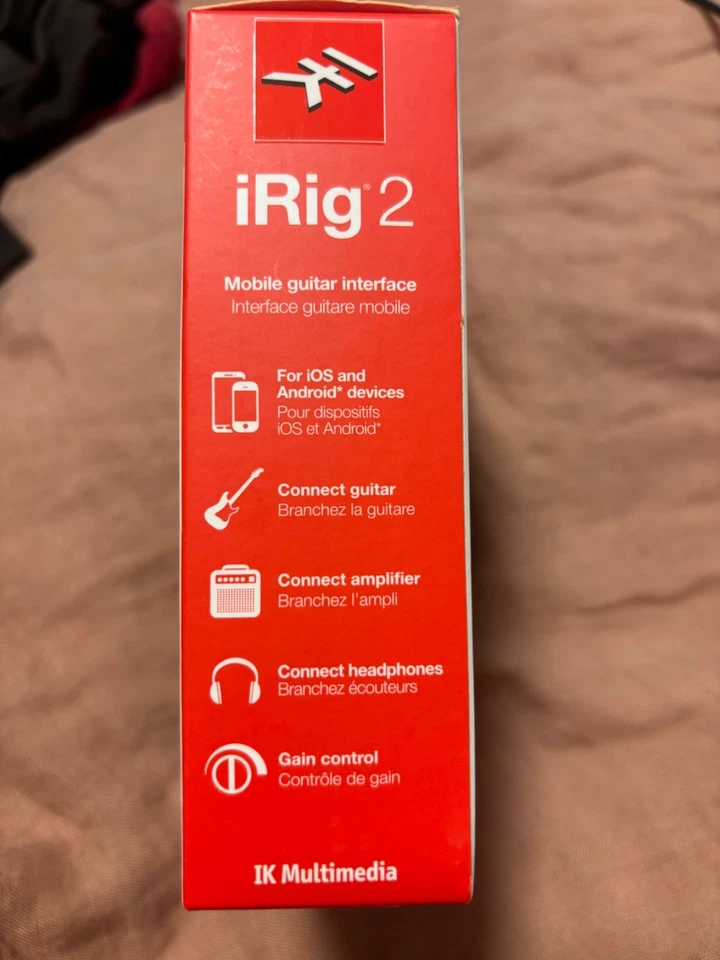 IK
iRig® 2
Mobile guitar interface
Interface guitare mobile
For iOS and
Android* devices
Pour dispositifs
iOS et Android*
Connect guitar
Branchez la guitare
Connect amplifier
Branchez l'ampli
Connect headphones
Branchez écouteurs
Gain control
Contrôle de gain
IK Multimedia